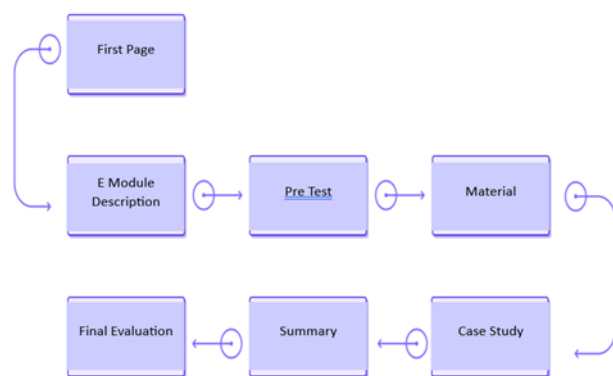 First Page
E Module
Description
Pre Test
Material
Final Evaluation
Summary
Case Study